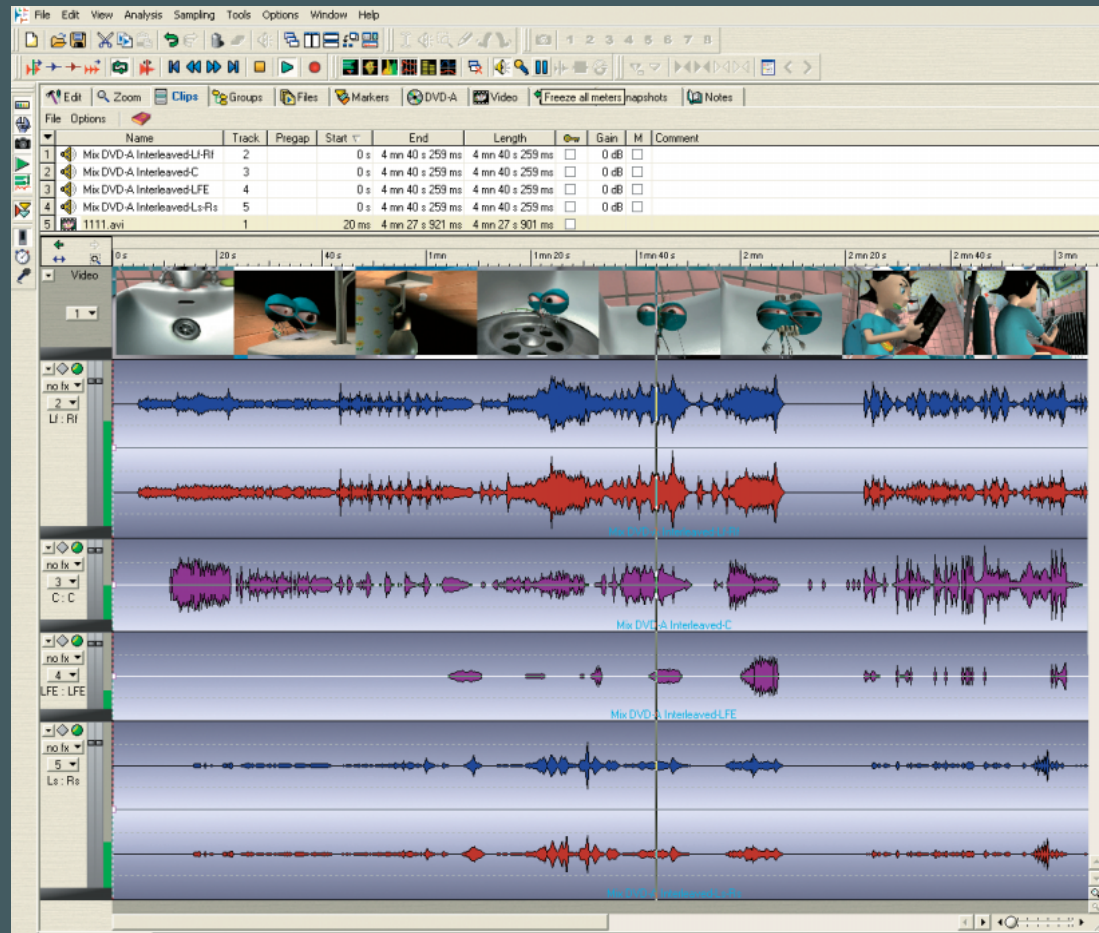 File Edit View Analysis Sampling Tools Options Window Help
1 2 3 4 5 6 7 8
Edit Zoom Clips Groups Files Markers DVD-A Video Freeze all meters napshots Notes
File Options
Name Track Pregap Start End Length Gain M Comment
1 Mix DVD-A Interleaved-Lf-Rf 2 0 s 4 mn 40 s 259 ms 4 mn 40 s 259 ms 0 dB
2 Mix DVD-A Interleaved-C 3 0 s 4 mn 40 s 259 ms 4 mn 40 s 259 ms 0 dB
3 Mix DVD-A Interleaved-LFE 4 0 s 4 mn 40 s 259 ms 4 mn 40 s 259 ms 0 dB
4 Mix DVD-A Interleaved-Ls-Rs 5 0 s 4 mn 40 s 259 ms 4 mn 40 s 259 ms 0 dB
5 1111.avi 1 20 ms 4 mn 27 s 921 ms 4 mn 27 s 901 ms
0 s 20 s 40 s 1 mn 1 mn 20 s 1 mn 40 s 2 mn 2 mn 20 s 2 mn 40 s 3 mn
Video
1
no fx
2
Lf : Rf
Mix DVD-A Interleaved-LfRf
no fx
3
C : C
Mix DVD-A Interleaved-C
no fx
4
LFE : LFE
Mix DVD-A Interleaved-LFE
no fx
5
Ls : Rs